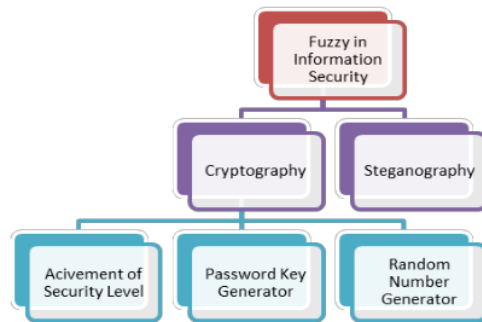 Fuzzy in
Information
Security
Cryptography
Steganography
Acivement of
Security Level
Password Key
Generator
Random
Number
Generator